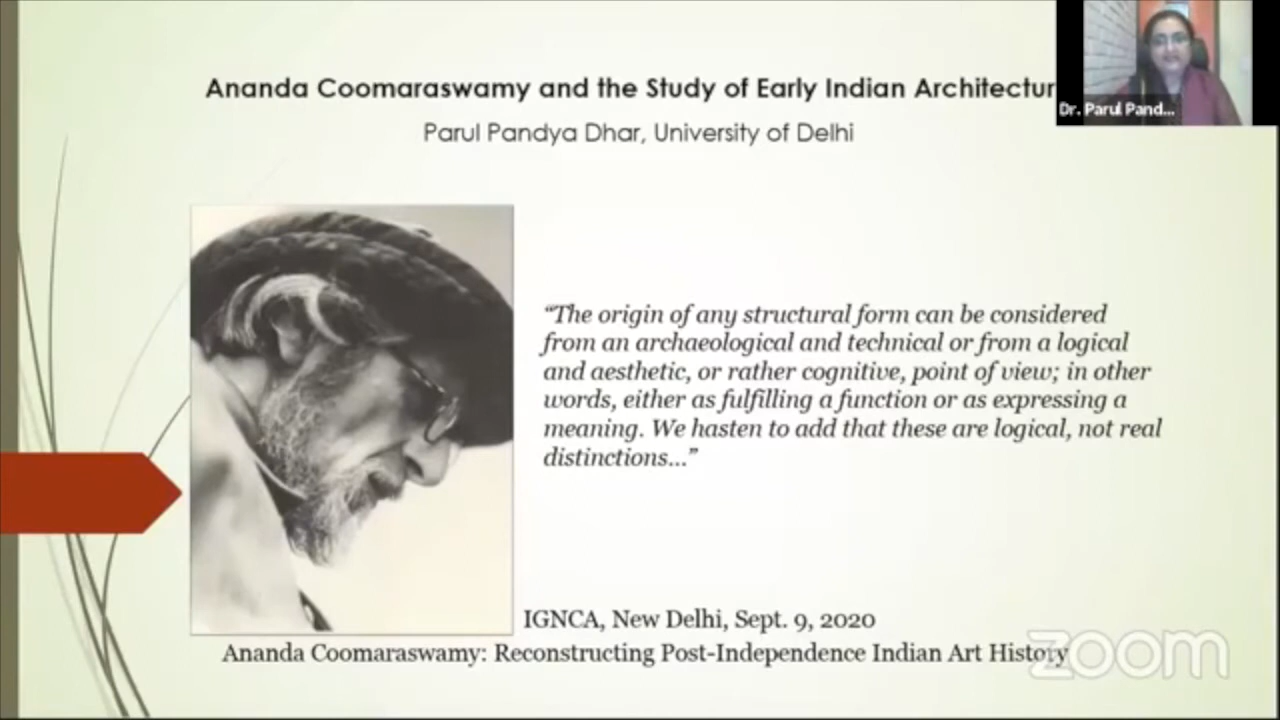 Ananda Coomaraswamy and the Study of Early Indian Architectur
Parul Pandya Dhar, University of Delhi
Dr. Parul Pand...
“The origin of any structural form can be considered
from an archaeological and technical or from a logical
and aesthetic, or rather cognitive, point of view; in other
words, either as fulfilling a function or as expressing a
meaning. We hasten to add that these are logical, not real
distinctions...”
IGNCA, New Delhi, Sept. 9, 2020
Ananda Coomaraswamy: Reconstructing Post-Independence Indian Art History
zoom